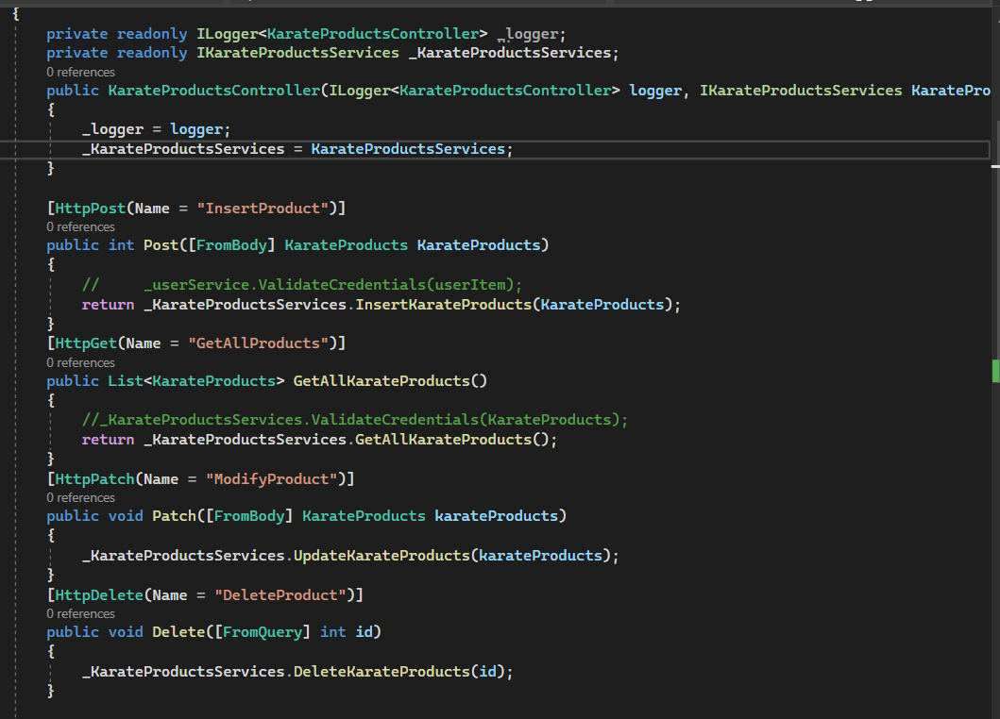 {
private readonly ILogger<KarateProductsController> _logger;
private readonly IKarateProductsServices _KarateProductsServices;
0 references
public KarateProductsController(ILogger<KarateProductsController> logger, IKarateProductsServices KaratePro
{
_logger = logger;
_KarateProductsServices = KarateProductsServices;
}
[HttpPost(Name = "InsertProduct")]
0 references
public int Post([FromBody] KarateProducts KarateProducts)
{
// _userService.ValidateCredentials(userItem);
return _KarateProductsServices.InsertKarateProducts(KarateProducts);
}
[HttpGet(Name = "GetAllProducts")]
0 references
public List<KarateProducts> GetAllKarateProducts()
{
//_KarateProductsServices.ValidateCredentials(KarateProducts);
return _KarateProductsServices.GetAllKarateProducts();
}
[HttpPatch(Name = "ModifyProduct")]
0 references
public void Patch([FromBody] KarateProducts karateProducts)
{
_KarateProductsServices.UpdateKarateProducts(karateProducts);
}
[HttpDelete(Name = "DeleteProduct")]
0 references
public void Delete([FromQuery] int id)
{
_KarateProductsServices.DeleteKarateProducts(id);
}